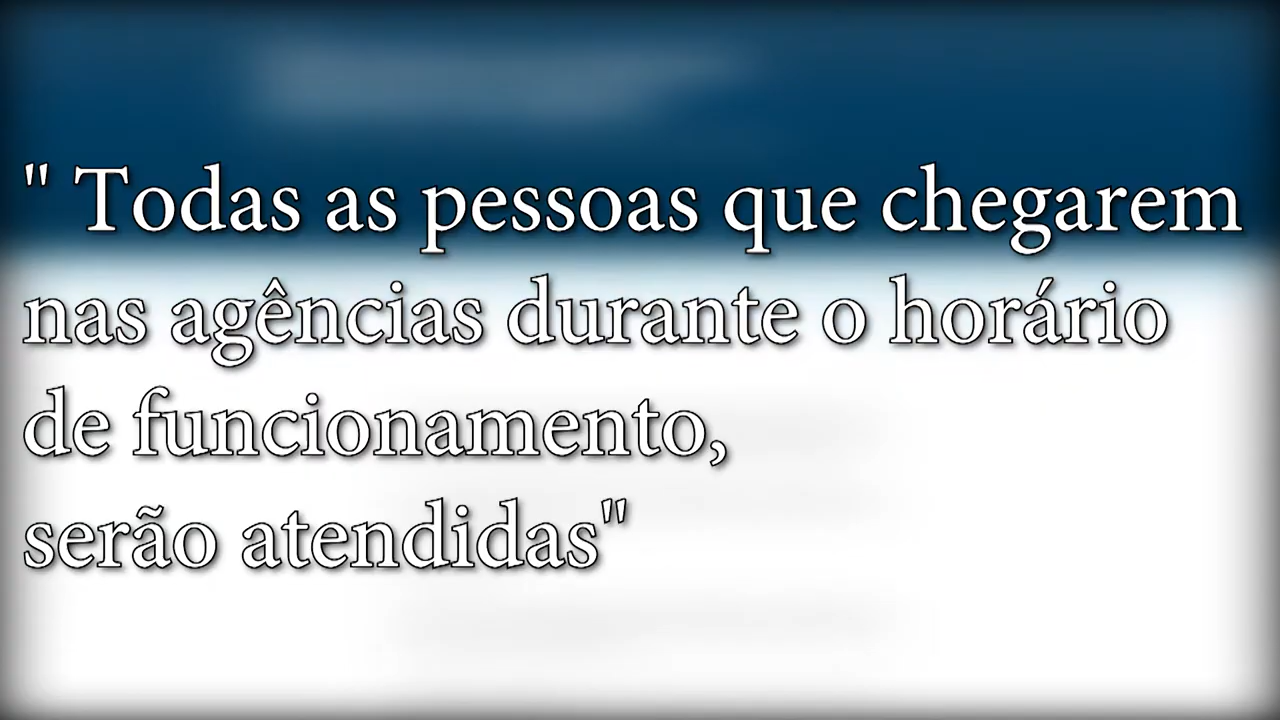 " Todas as pessoas que chegarem
nas agências durante o horário
de funcionamento,
serão atendidas"